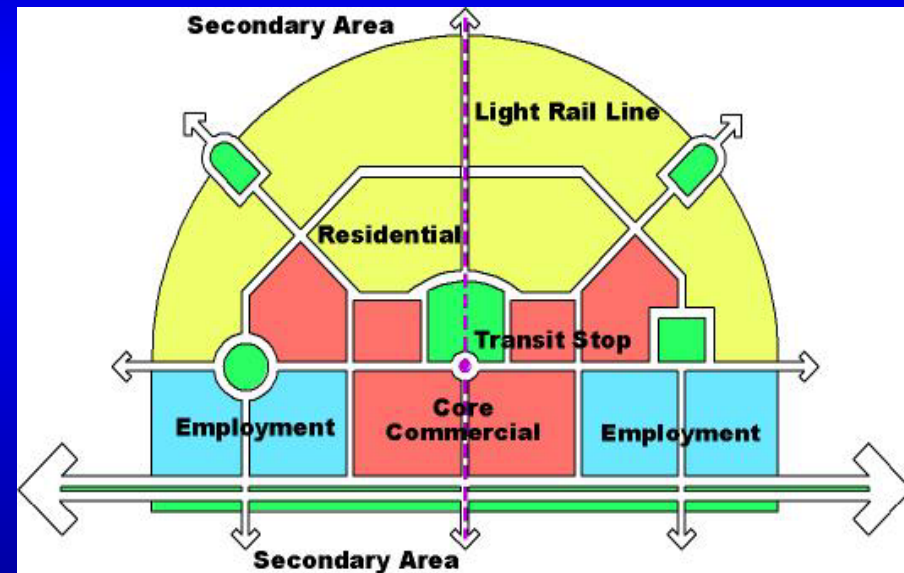 Secondary Area
Light Rail Line
Residential
Transit Stop
Core
Commercial
Employment
Employment
Secondary Area